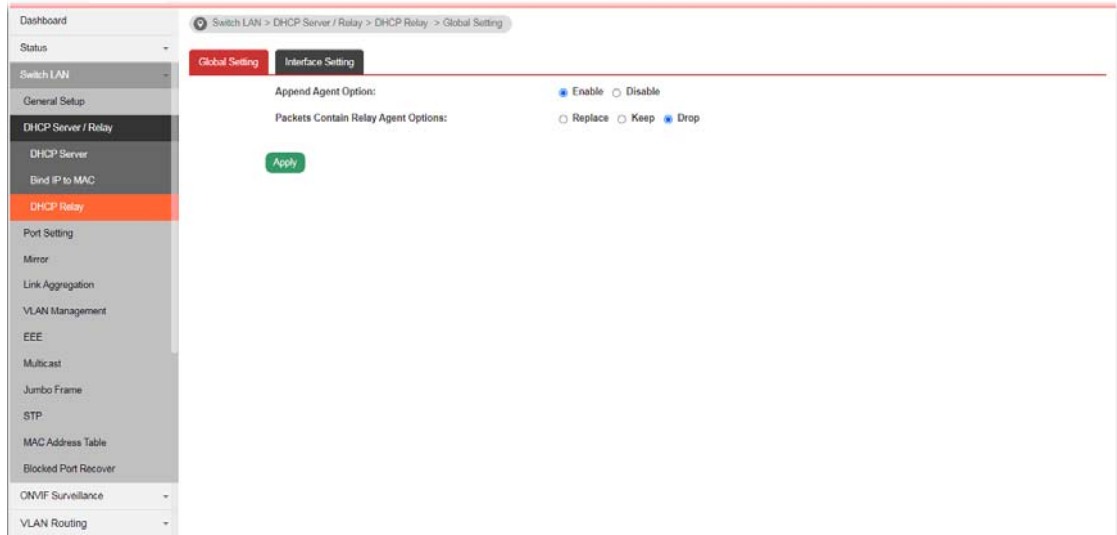 Dashboard
Switch LAN > DHCP Server / Relay > DHCP Relay > Global Setting
Status
Global Setting
Interface Setting
Switch LAN
Append Agent Option:
Enable
Disable
General Setup
Packets Contain Relay Agent Options:
Replace
Keep
Drop
DHCP Server / Relay
DHCP Server
Apply
Bind IP to MAC
DHCP Relay
Port Setting
Mirror
Link Aggregation
VLAN Management
EEE
Multicast
Jumbo Frame
STP
MAC Address Table
Blocked Port Recover
ONVIF Surveillance
VLAN Routing